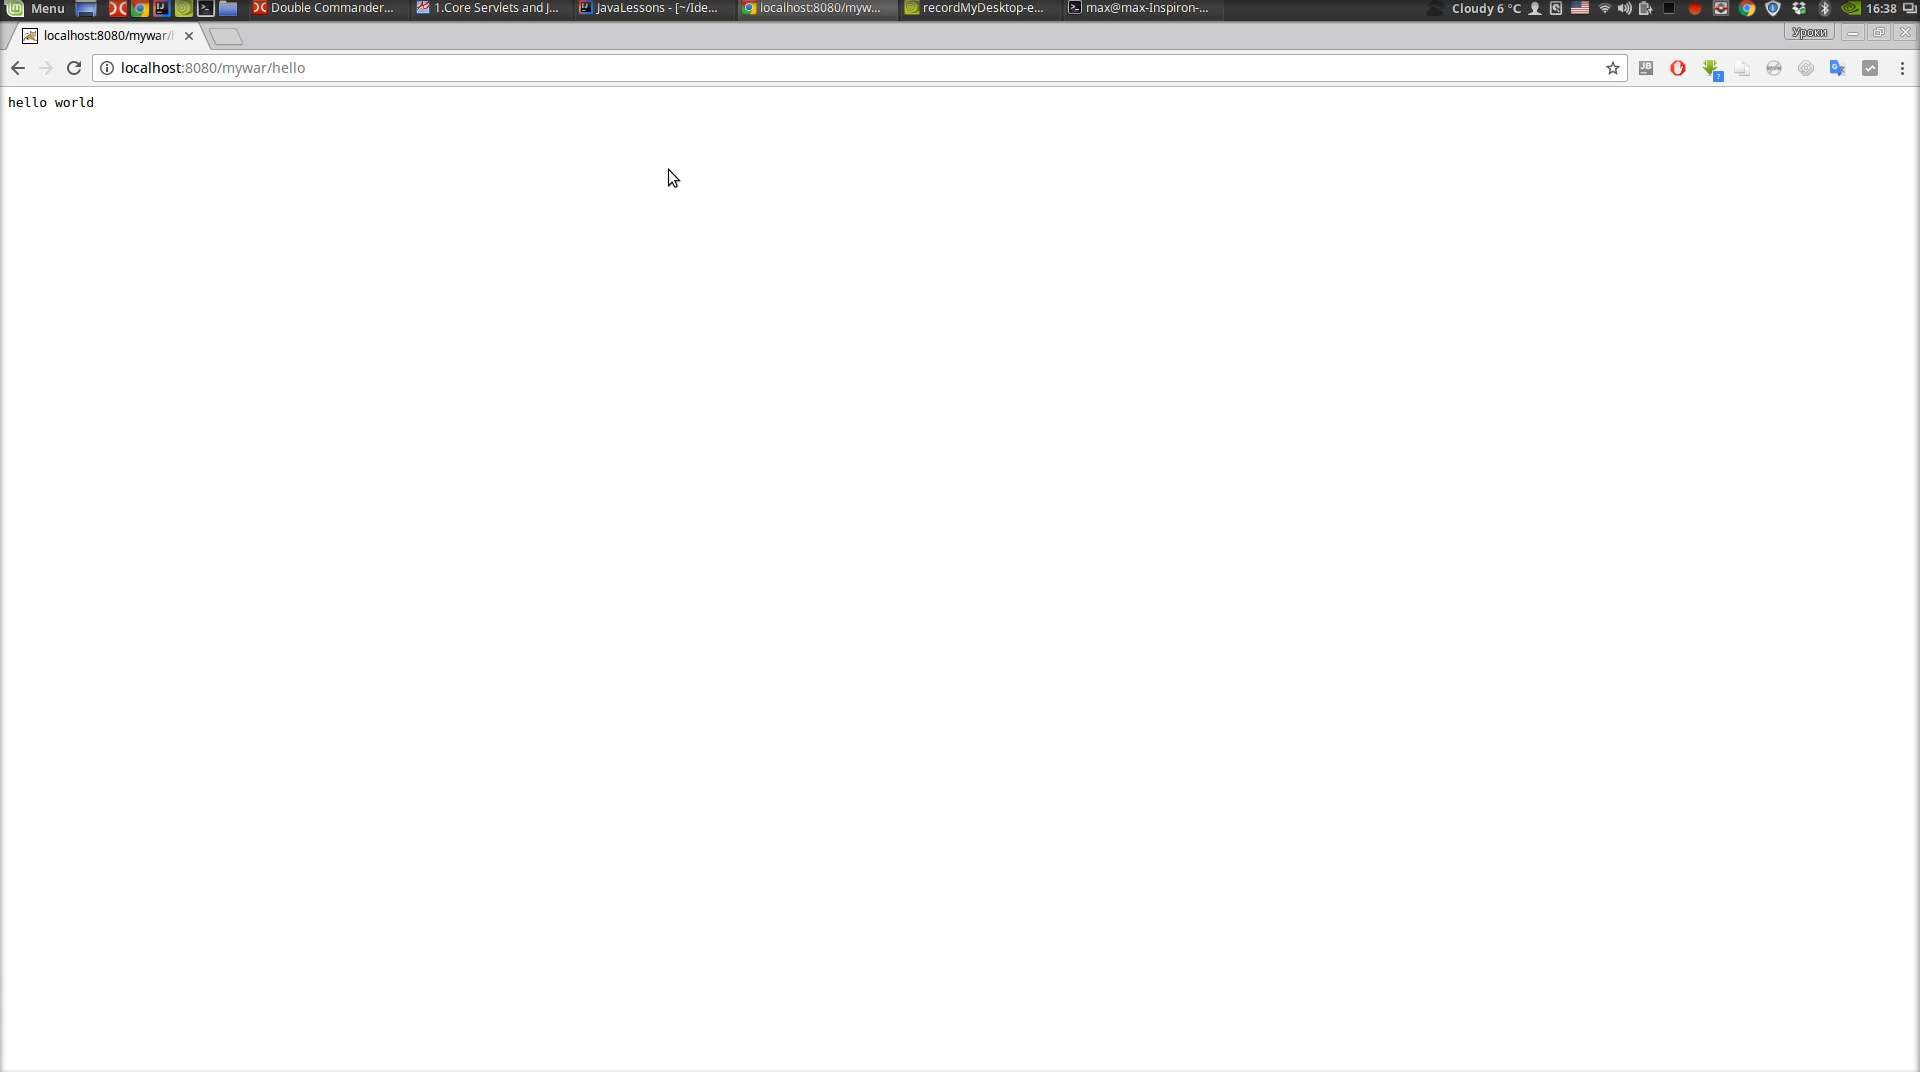 Menu Double Commander... 1.Core Servlets and J... JavaLessons - [~/Ide... localhost:8080/myw... recordMyDesktop-e... max@max-Inspiron-... Cloudy 6 °C 16:38
localhost:8080/mywar/ Уроки
localhost:8080/mywar/hello
hello world